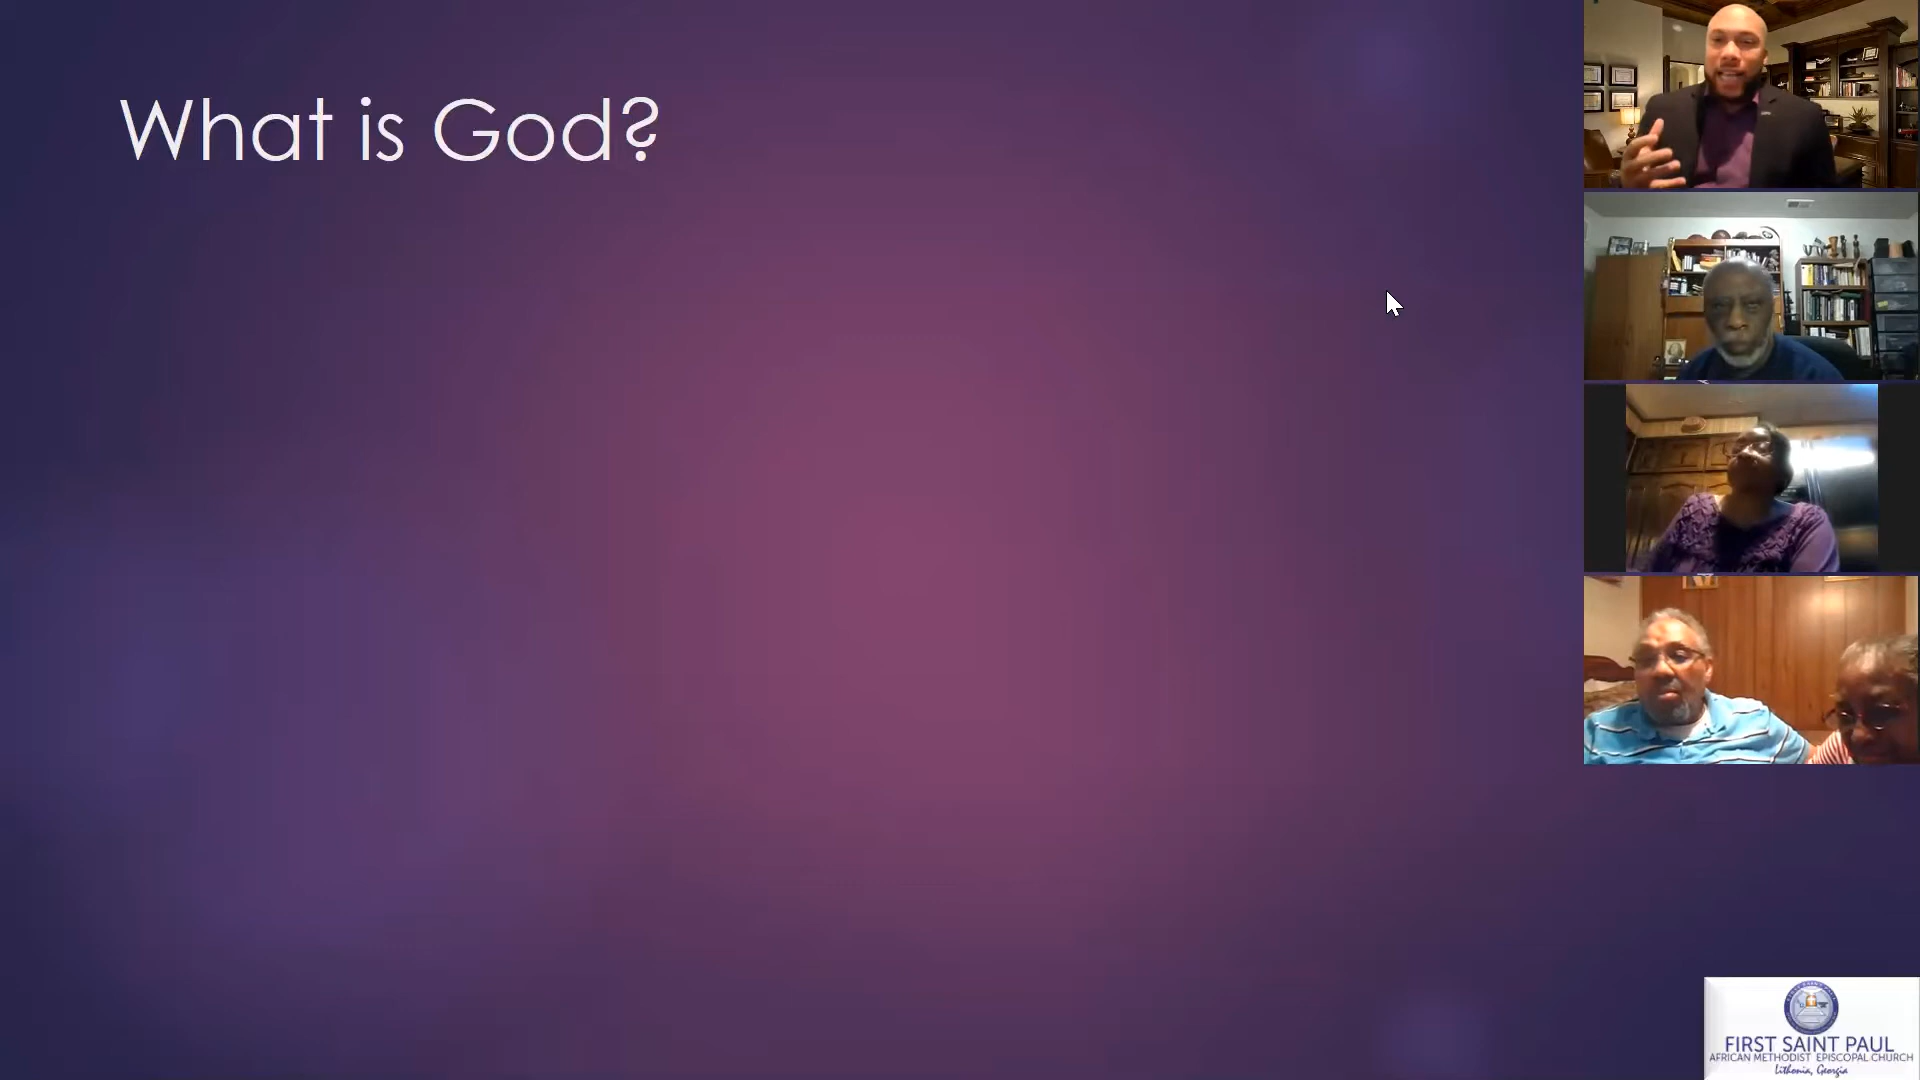 What is God?
FIRST SAINT PAUL
AFRICAN METHODIST EPISCOPAL CHURCH
Lithonia, Georgia